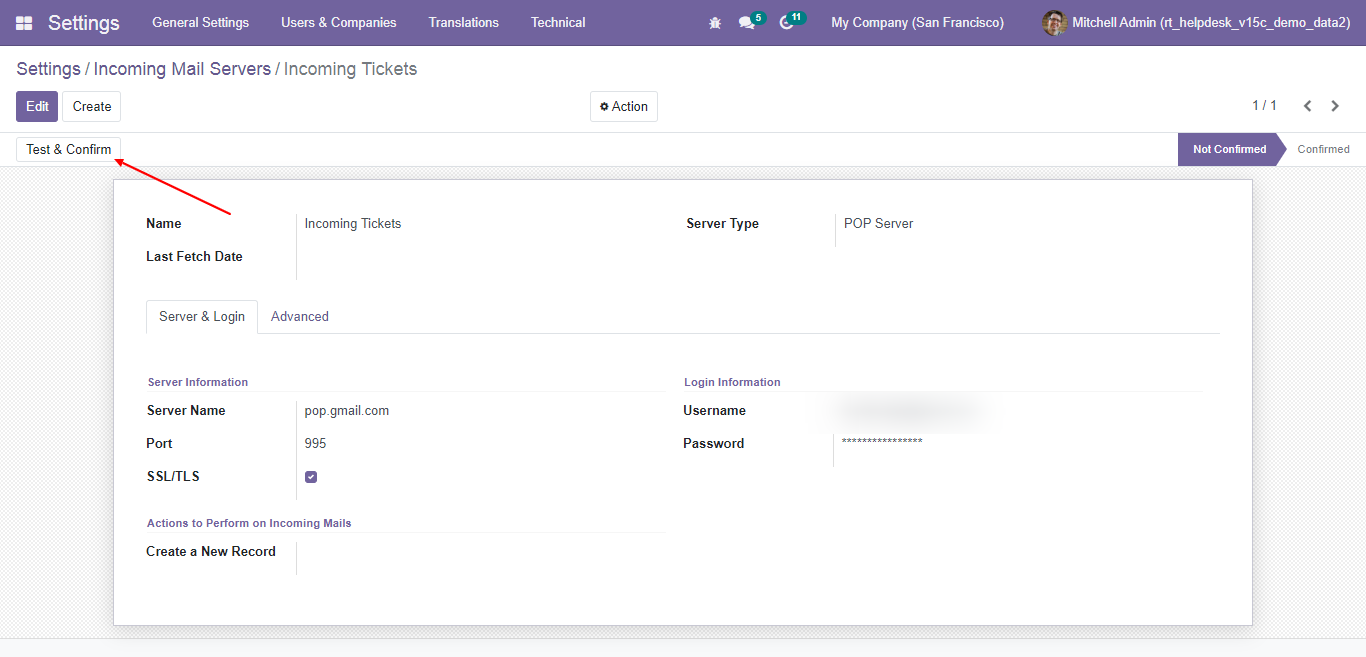 Settings General Settings Users & Companies Translations Technical 5 11 My Company (San Francisco) Mitchell Admin (rt_helpdesk_v15c_demo_data2)
Settings / Incoming Mail Servers / Incoming Tickets
Edit Create Action 1 / 1
Test & Confirm Not Confirmed Confirmed
Name Incoming Tickets Server Type POP Server
Last Fetch Date
Server & Login Advanced
Server Information Login Information
Server Name pop.gmail.com Username
Port 995 Password ****************
SSL/TLS
Actions to Perform on Incoming Mails
Create a New Record